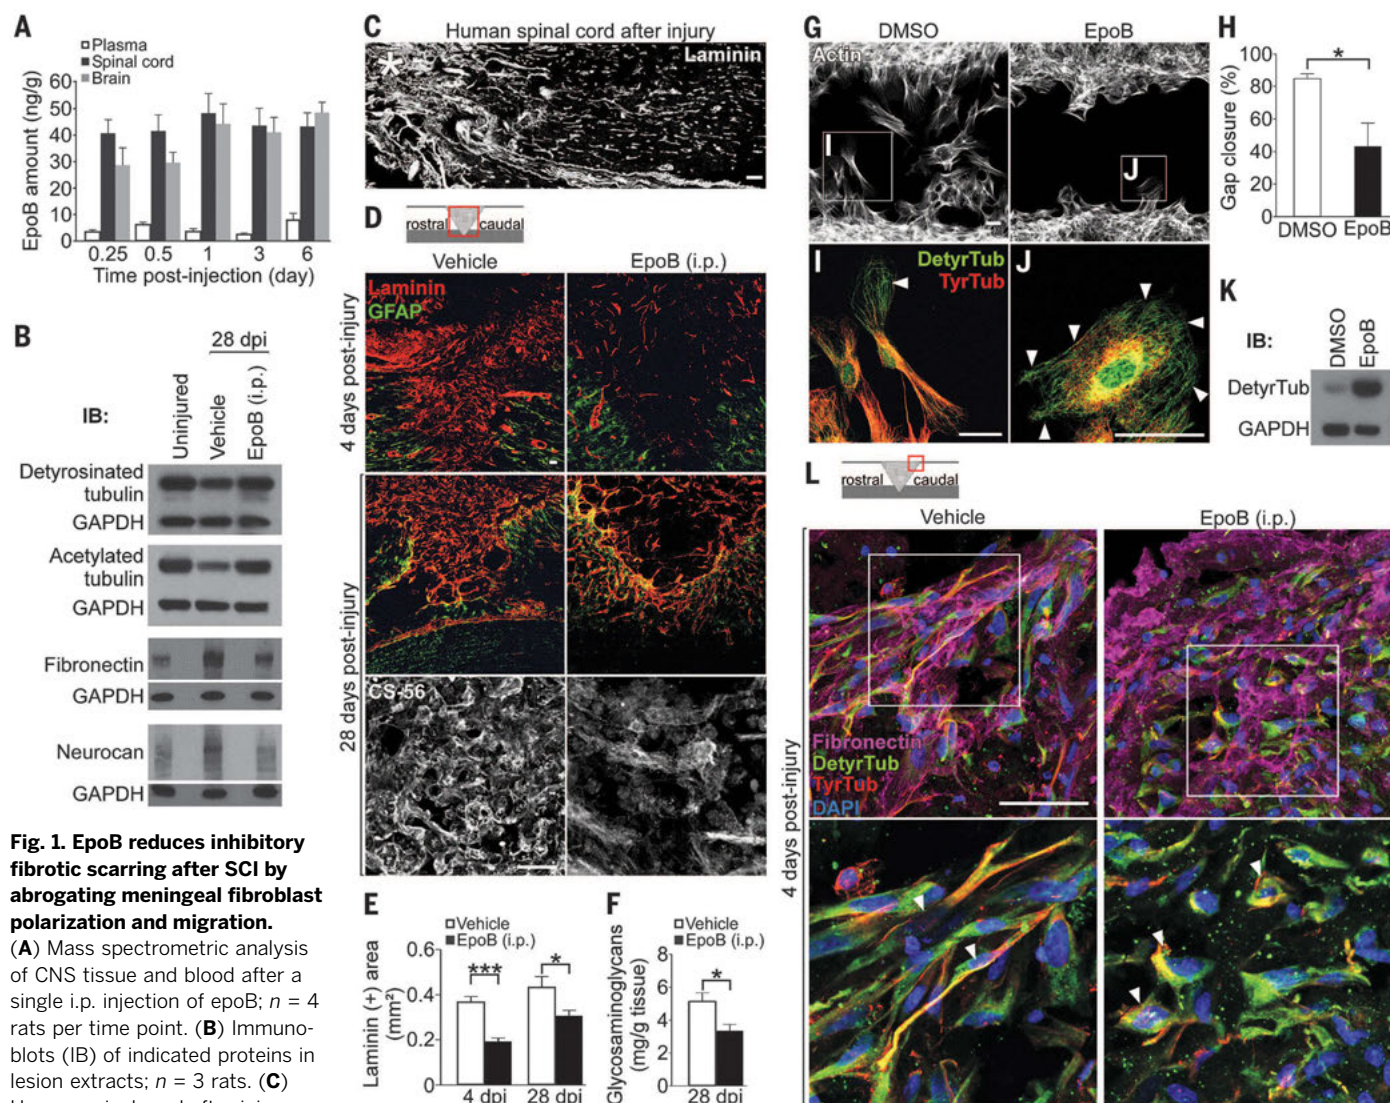 A
Plasma
Spinal cord
Brain
EpoB amount (ng/g)
60
50
40
30
20
10
0
0.25 0.5 1 3 6
Time post-injection (day)
B
28 dpi
IB:
Uninjured
Vehicle
EpoB (i.p.)
Detyrosinated
tubulin
GAPDH
Acetylated
tubulin
GAPDH
Fibronectin
GAPDH
Neurocan
GAPDH
Fig. 1. EpoB reduces inhibitory
fibrotic scarring after SCI by
abrogating meningeal fibroblast
polarization and migration.
(A) Mass spectrometric analysis
of CNS tissue and blood after a
single i.p. injection of epoB; n = 4
rats per time point. (B) Immuno-
blots (IB) of indicated proteins in
lesion extracts; n = 3 rats. (C)
C
Human spinal cord after injury
Laminin
*
D
rostral caudal
Vehicle EpoB (i.p.)
Laminin
GFAP
4 days post-injury
28 days post-injury
CS-56
E
Vehicle
EpoB (i.p.)
Laminin (+) area
(mm²)
0.6
0.4
0.2
0
*** *
4 dpi 28 dpi
F
Vehicle
EpoB (i.p.)
Glycosaminoglycans
(mg/g tissue)
8
6
4
2
0
*
28 dpi
G
DMSO EpoB
Actin
I
J
H
Gap closure (%)
100
80
60
40
20
0
*
DMSO EpoB
I
DetyrTub
TyrTub
J
K
IB:
DMSO
EpoB
DetyrTub
GAPDH
L
rostral caudal
Vehicle EpoB (i.p.)
4 days post-injury
Fibronectin
DetyrTub
TyrTub
DAPI